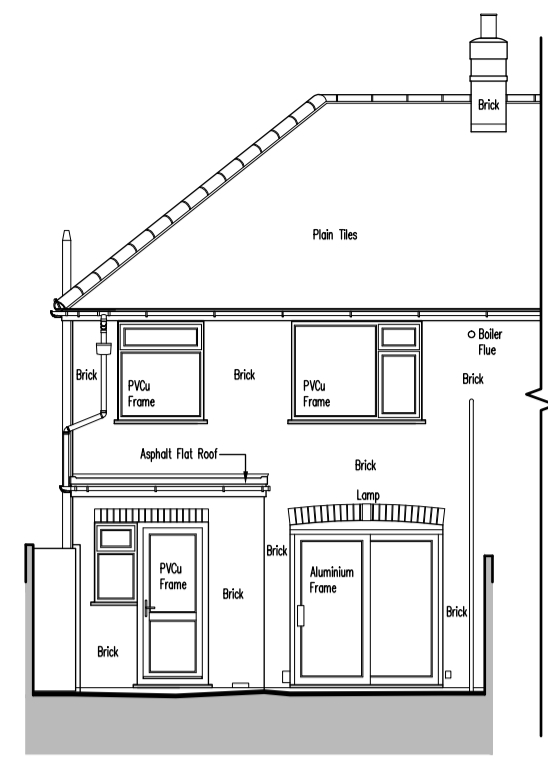 Brick
Plain Tiles
Boiler
Flue
Brick
Brick
Brick
PVCu
Frame
PVCu
Frame
Asphalt Flat Roof
Brick
Lamp
Brick
PVCu
Frame
Aluminium
Frame
Brick
Brick
Brick